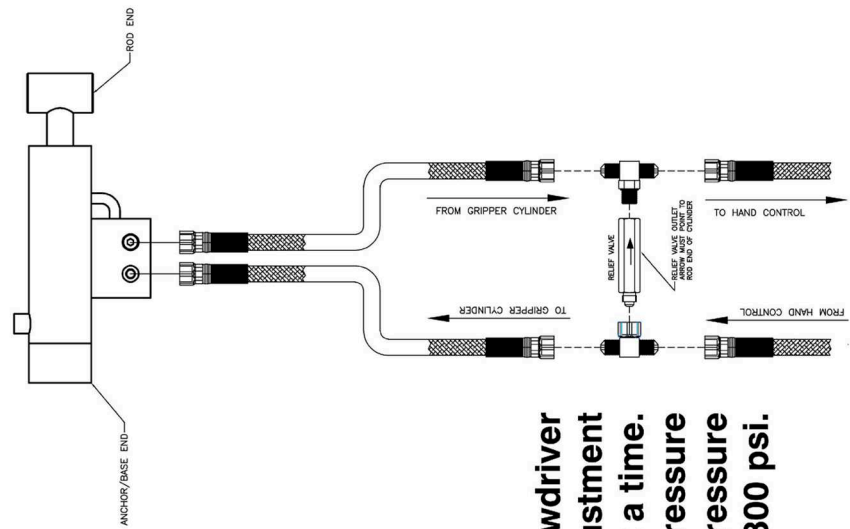 ROD END
FROM GRIPPER CYLINDER
TO HAND CONTROL
RELIEF VALVE
RELIEF VALVE OUTLET
ARROW MUST POINT TO
ROD END OF CYLINDER
TO GRIPPER CYLINDER
FROM HAND CONTROL
ANCHOR/BASE END
wdriver
ustment
a time.
ressure
ressure
800 psi.